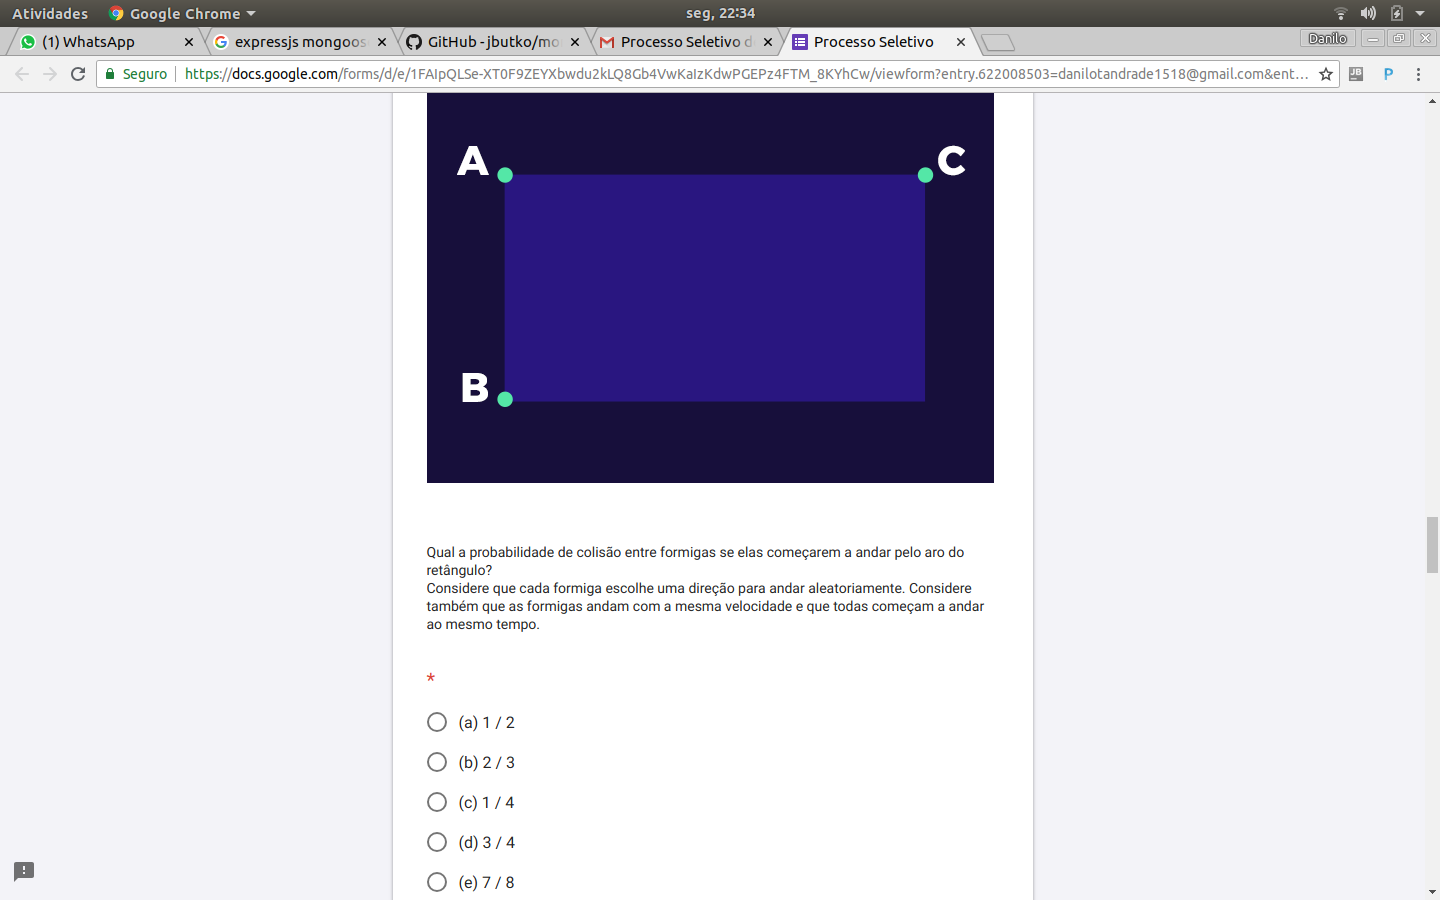 Atividades Google Chrome seg, 22:34
(1) WhatsApp expressjs mongoos GitHub - jbutko/mo Processo Seletivo d Processo Seletivo Danilo
Seguro https://docs.google.com/forms/d/e/1FAIpQLSe-XT0F9ZEYXbwdu2kLQ8Gb4VwKaIzKdwPGEPz4FTM_8KYhCw/viewform?entry.622008503=danilotandrade1518@gmail.com&ent... JB P
A C
B
Qual a probabilidade de colisão entre formigas se elas começarem a andar pelo aro do
retângulo?
Considere que cada formiga escolhe uma direção para andar aleatoriamente. Considere
também que as formigas andam com a mesma velocidade e que todas começam a andar
ao mesmo tempo.
*
(a) 1 / 2
(b) 2 / 3
(c) 1 / 4
(d) 3 / 4
(e) 7 / 8